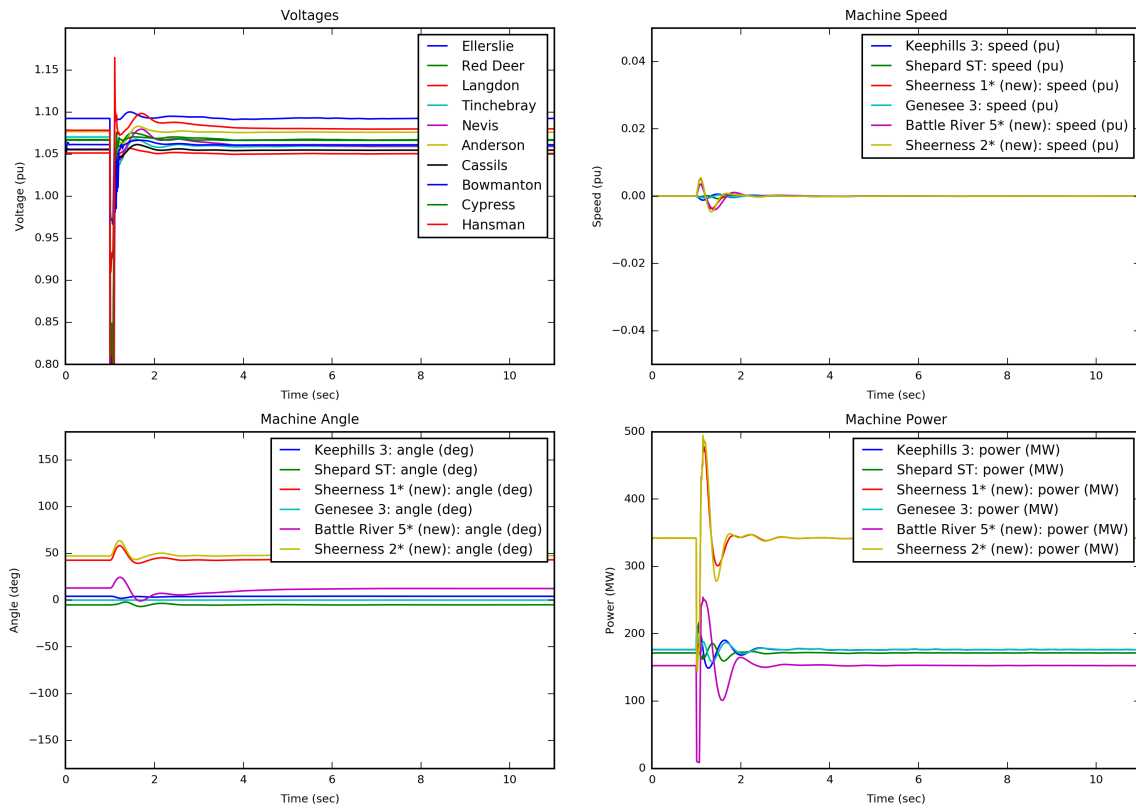 Voltages
1.15
1.10
1.05
1.00
0.95
0.90
0.85
0.80
Voltage (pu)
0
2
4
6
8
10
Time (sec)
Ellerslie
Red Deer
Langdon
Tinchebray
Nevis
Anderson
Cassils
Bowmanton
Cypress
Hansman
Machine Speed
0.04
0.02
0.00
−0.02
−0.04
Speed (pu)
0
2
4
6
8
10
Time (sec)
Keephills 3: speed (pu)
Shepard ST: speed (pu)
Sheerness 1* (new): speed (pu)
Genesee 3: speed (pu)
Battle River 5* (new): speed (pu)
Sheerness 2* (new): speed (pu)
Machine Angle
150
100
50
0
−50
−100
−150
Angle (deg)
0
2
4
6
8
10
Time (sec)
Keephills 3: angle (deg)
Shepard ST: angle (deg)
Sheerness 1* (new): angle (deg)
Genesee 3: angle (deg)
Battle River 5* (new): angle (deg)
Sheerness 2* (new): angle (deg)
Machine Power
500
400
300
200
100
0
Power (MW)
0
2
4
6
8
10
Time (sec)
Keephills 3: power (MW)
Shepard ST: power (MW)
Sheerness 1* (new): power (MW)
Genesee 3: power (MW)
Battle River 5* (new): power (MW)
Sheerness 2* (new): power (MW)